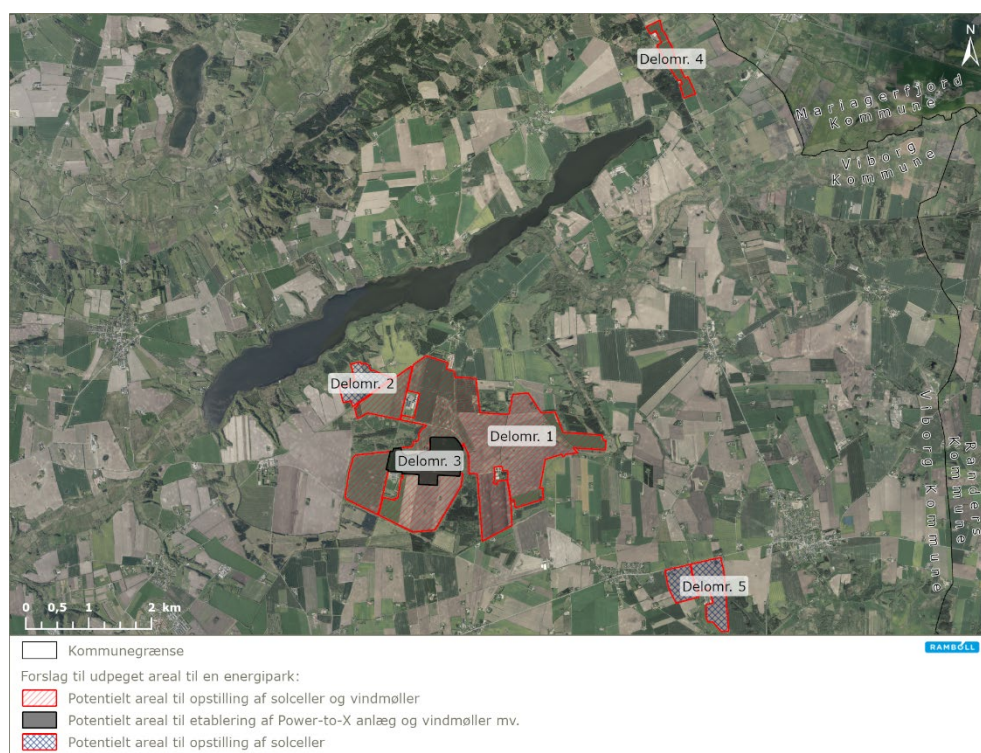 N
Delomr. 4
Mariagerfjord
Kommune
Viborg
Kommune
Delomr. 2
Delomr. 1
Delomr. 3
Viborg Kommune
Randers
Kommune
Delomr. 5
0 0,5 1 2 km
RAMBOLL
Kommunegrænse
Forslag til udpeget areal til en energipark:
Potentielt areal til opstilling af solceller og vindmøller
Potentielt areal til etablering af Power-to-X anlæg og vindmøller mv.
Potentielt areal til opstilling af solceller